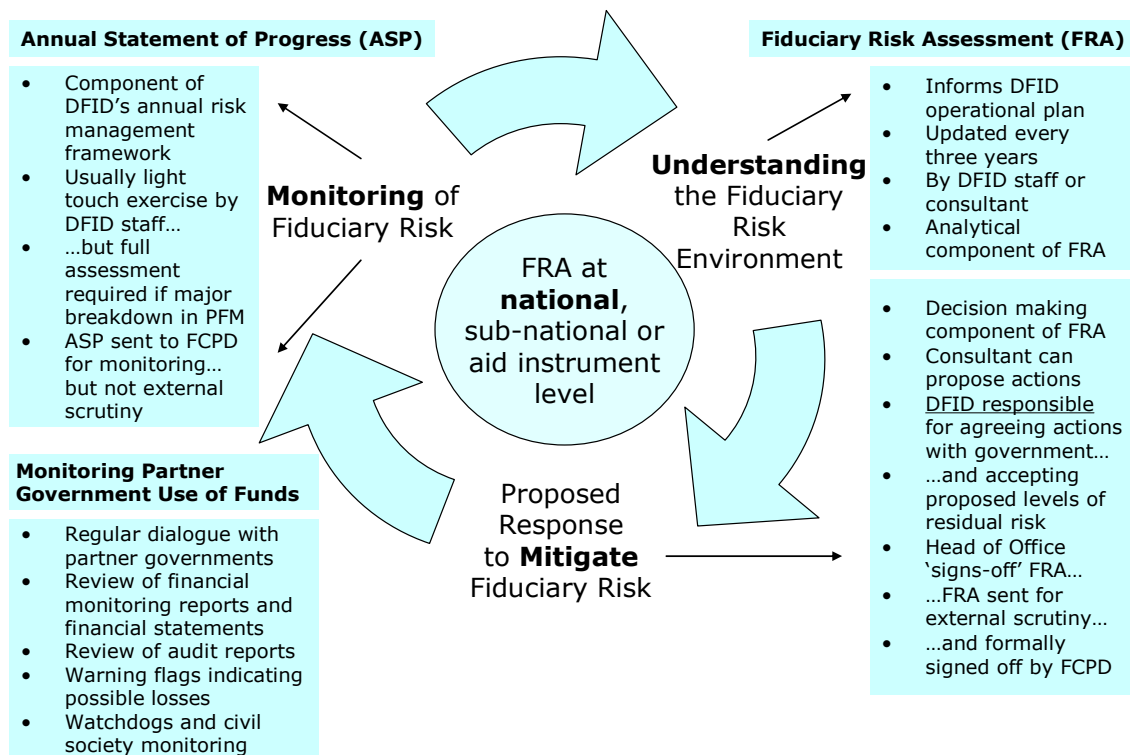 Annual Statement of Progress (ASP)
• Component of
DFID’s annual risk
management
framework
• Usually light
touch exercise by
DFID staff…
• …but full
assessment
required if major
breakdown in PFM
• ASP sent to FCPD
for monitoring…
but not external
scrutiny
Monitoring Partner
Government Use of Funds
• Regular dialogue with
partner governments
• Review of financial
monitoring reports and
financial statements
• Review of audit reports
• Warning flags indicating
possible losses
• Watchdogs and civil
society monitoring
Monitoring of
Fiduciary Risk
FRA at
national,
sub-national or
aid instrument
level
Proposed
Response
to Mitigate
Fiduciary Risk
Understanding
the Fiduciary
Risk
Environment
Fiduciary Risk Assessment (FRA)
• Informs DFID
operational plan
• Updated every
three years
• By DFID staff or
consultant
• Analytical
component of FRA
• Decision making
component of FRA
• Consultant can
propose actions
• DFID responsible
for agreeing actions
with government…
• …and accepting
proposed levels of
residual risk
• Head of Office
‘signs-off’ FRA…
• …FRA sent for
external scrutiny…
• …and formally
signed off by FCPD